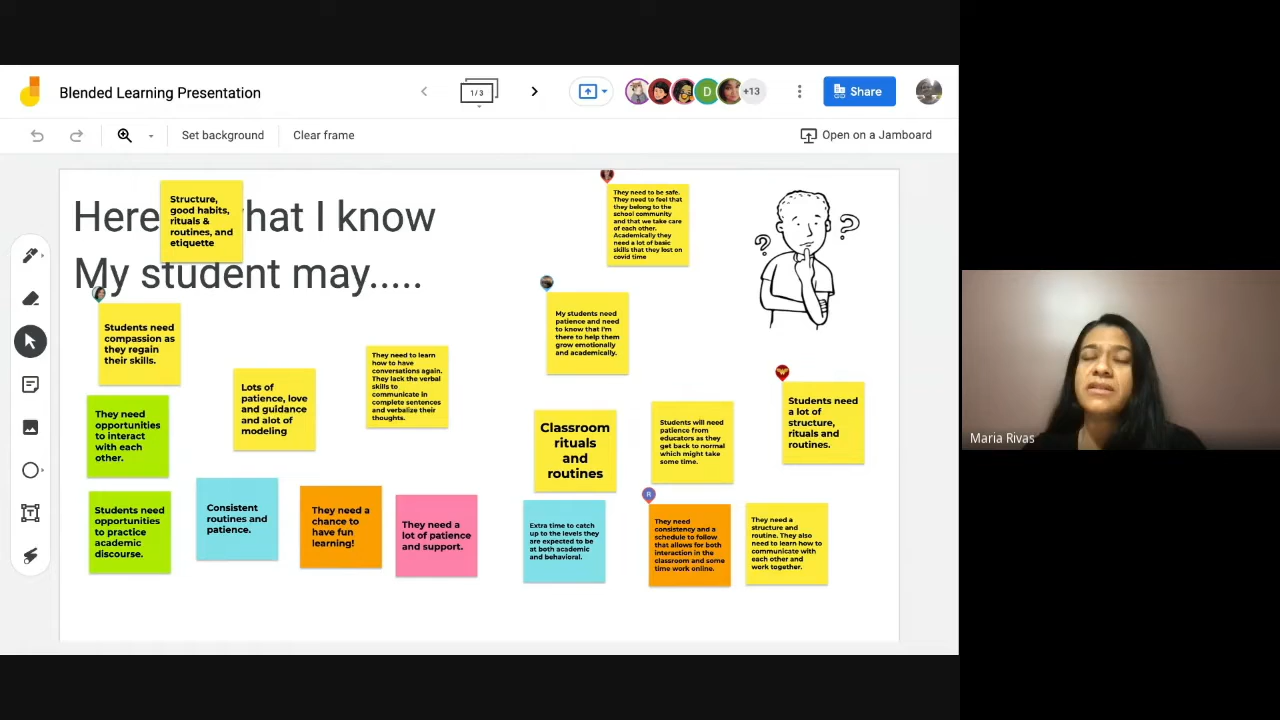 Blended Learning Presentation
1/3
D
+13
Share
Set background
Clear frame
Open on a Jamboard
Here
what I know
My student may.....
Structure,
good habits,
rituals &
routines, and
etiquette
They need to be safe.
They need to feel that
they belong to the
school community
and that we take care
of each other.
Academically they
need a lot of basic
skills that they lost on
covid time
Students need
compassion as
they regain
their skills.
My students need
patience and need
to know that I'm
there to help them
grow emotionally
and academically.
They need to learn
how to have
conversations again.
They lack the verbal
skills to
communicate in
complete sentences
and verbalize their
thoughts.
Lots of
patience, love
and guidance
and alot of
modeling
Students need
a lot of
structure,
rituals and
routines.
They need
opportunities
to interact
with each
other.
Classroom
rituals
and
routines
Students will need
patience from
educators as they
get back to normal
which might take
some time.
Students need
opportunities
to practice
academic
discourse.
Consistent
routines and
patience.
They need a
chance to
have fun
learning!
They need a
lot of patience
and support.
Extra time to catch
up to the levels they
are expected to be
at both academic
and behavioral.
R
They need
consistency and a
schedule to follow
that allows for both
interaction in the
classroom and some
time work online.
They need a
structure and
routine. They also
need to learn how to
communicate with
each other and
work together.
Maria Rivas